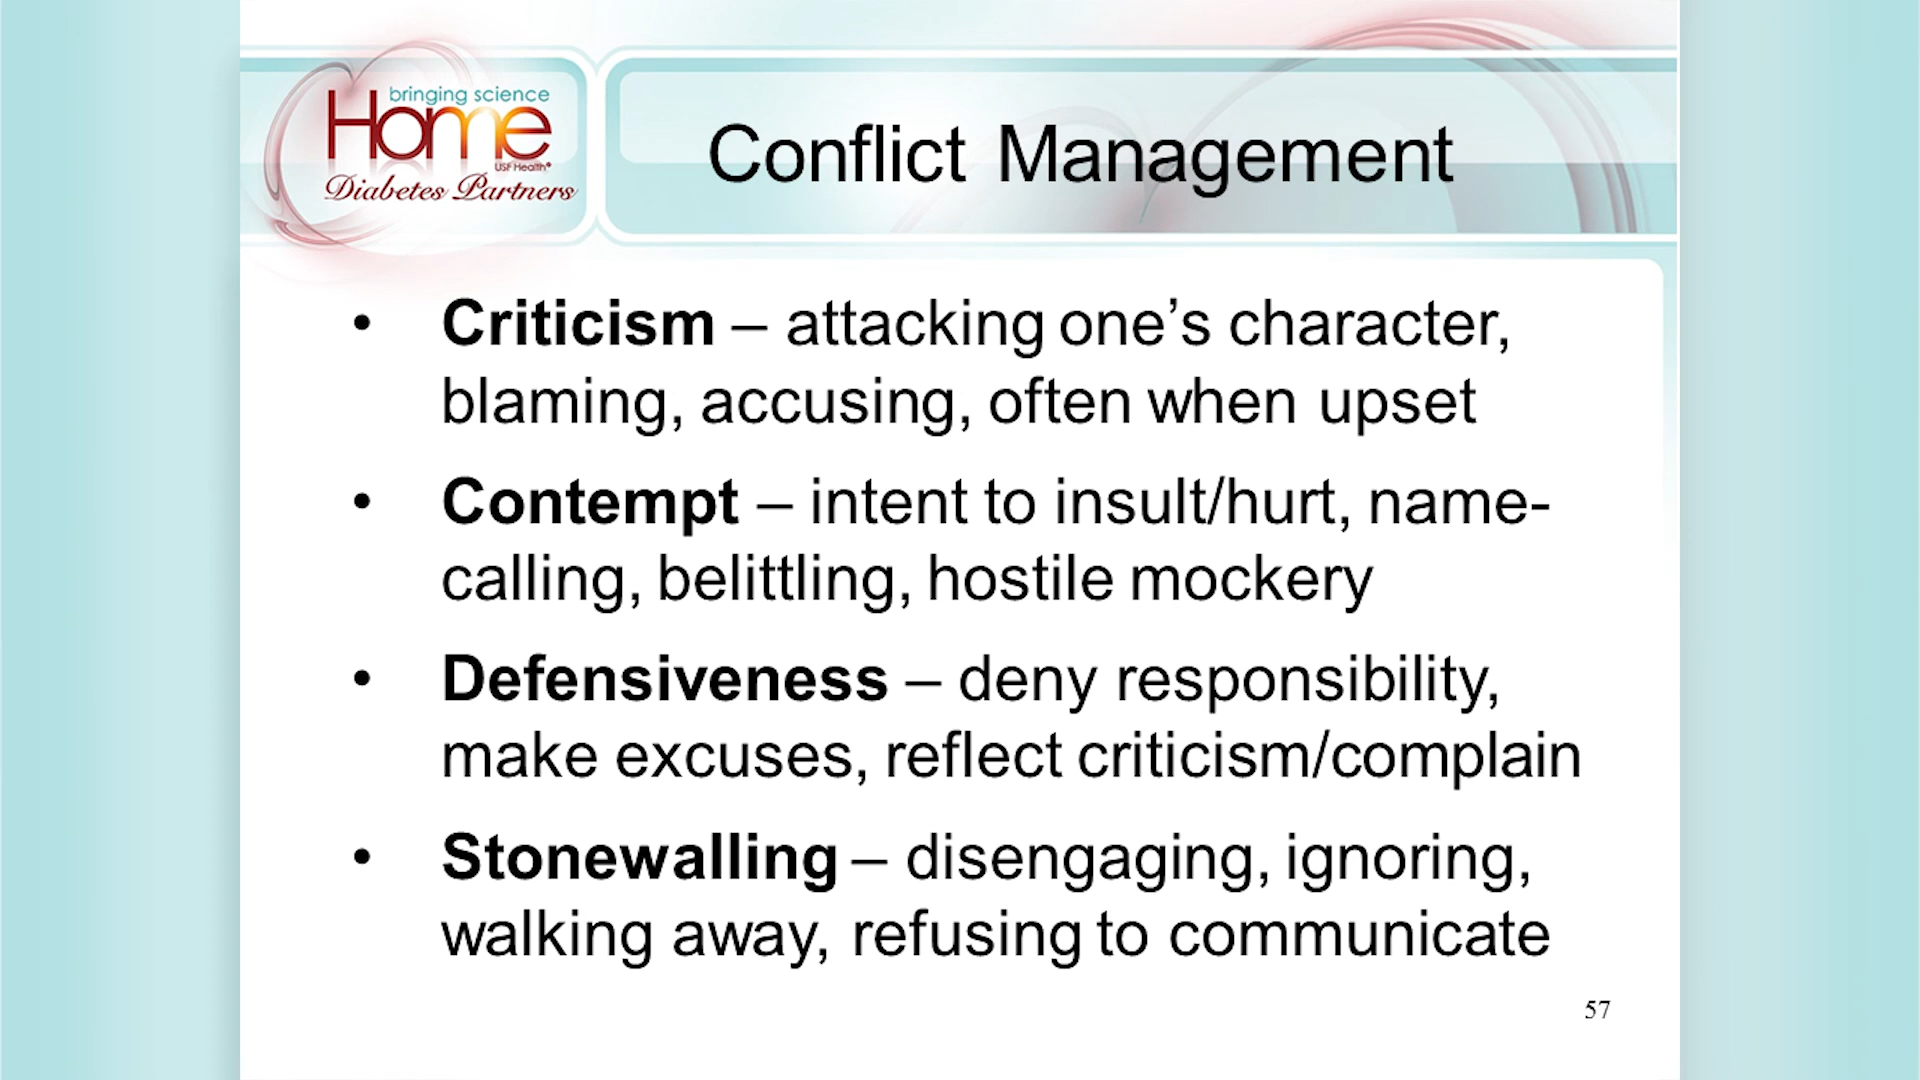 bringing science
Home
USF Health
Diabetes Partners
Conflict Management
• Criticism – attacking one’s character,
blaming, accusing, often when upset
• Contempt – intent to insult/hurt, name-
calling, belittling, hostile mockery
• Defensiveness – deny responsibility,
make excuses, reflect criticism/complain
• Stonewalling – disengaging, ignoring,
walking away, refusing to communicate
57